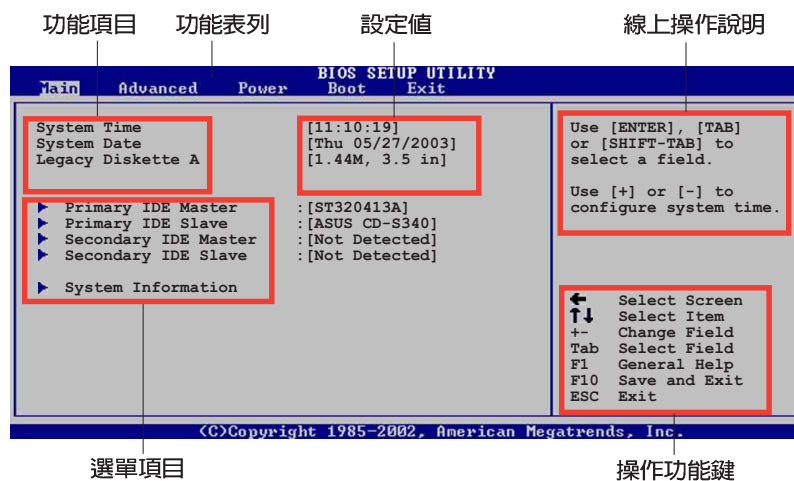 功能項目 功能表列 設定值 線上操作說明
BIOS SETUP UTILITY
Main Advanced Power Boot Exit
System Time [11:10:19]
System Date [Thu 05/27/2003]
Legacy Diskette A [1.44M, 3.5 in]
Primary IDE Master :[ST320413A]
Primary IDE Slave :[ASUS CD-S340]
Secondary IDE Master :[Not Detected]
Secondary IDE Slave :[Not Detected]
System Information
Use [ENTER], [TAB]
or [SHIFT-TAB] to
select a field.
Use [+] or [-] to
configure system time.
← Select Screen
↑↓ Select Item
+- Change Field
Tab Select Field
F1 General Help
F10 Save and Exit
ESC Exit
(C)Copyright 1985-2002, American Megatrends, Inc.
選單項目 操作功能鍵